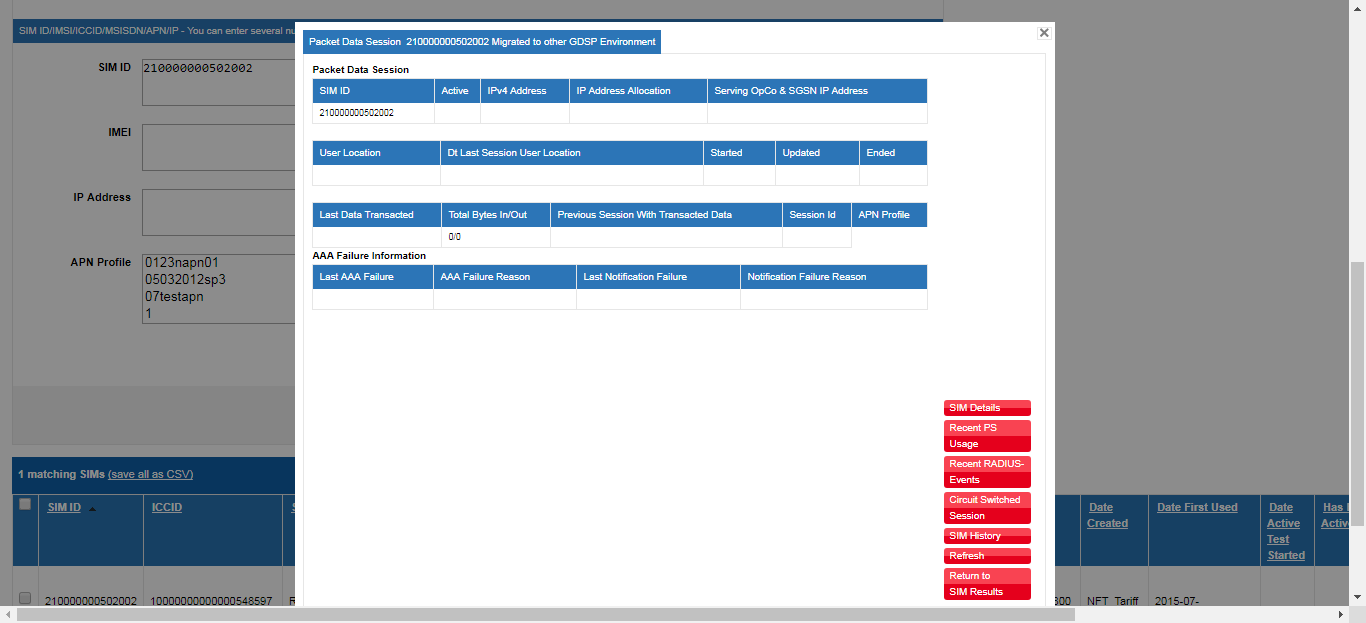 SIM ID/IMSI/ICCID/MSISDN/APN/IP - You can enter several
SIM ID
210000000502002
IMEI
IP Address
APN Profile
0123napn01
05032012sp3
07testapn
1
Packet Data Session 210000000502002 Migrated to other GDSP Environment
Packet Data Session
SIM ID Active IPv4 Address IP Address Allocation Serving OpCo & SGSN IP Address
210000000502002
User Location Dt Last Session User Location Started Updated Ended
Last Data Transacted Total Bytes In/Out Previous Session With Transacted Data Session Id APN Profile
0/0
AAA Failure Information
Last AAA Failure AAA Failure Reason Last Notification Failure Notification Failure Reason
SIM Details
Recent PS
Usage
Recent RADIUS-
Events
Circuit Switched
Session
SIM History
Refresh
Return to
SIM Results
1 matching SIMs (save all as CSV)
SIM ID ICCID Date Date First Used Date Has
Created Active Active
Test
Started
210000000502002 10000000000000548597 NFT_Tariff 2015-07-